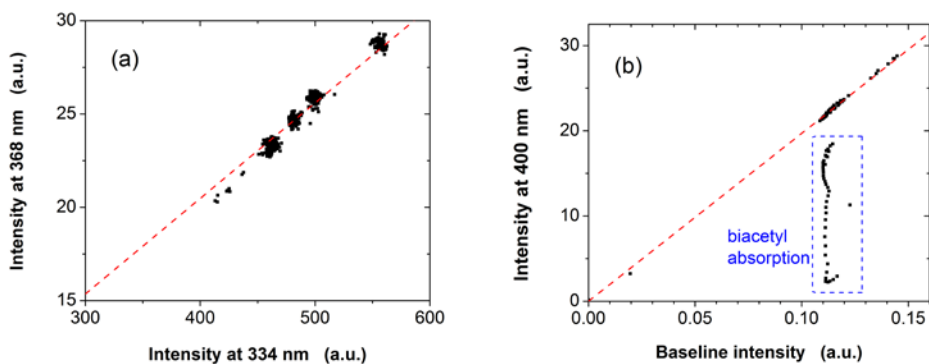 (a)
Intensity at 368 nm (a.u.)
30
25
20
15
300
400
500
600
Intensity at 334 nm (a.u.)
(b)
Intensity at 400 nm (a.u.)
30
20
10
0
biacetyl
absorption
0.00
0.05
0.10
0.15
Baseline intensity (a.u.)